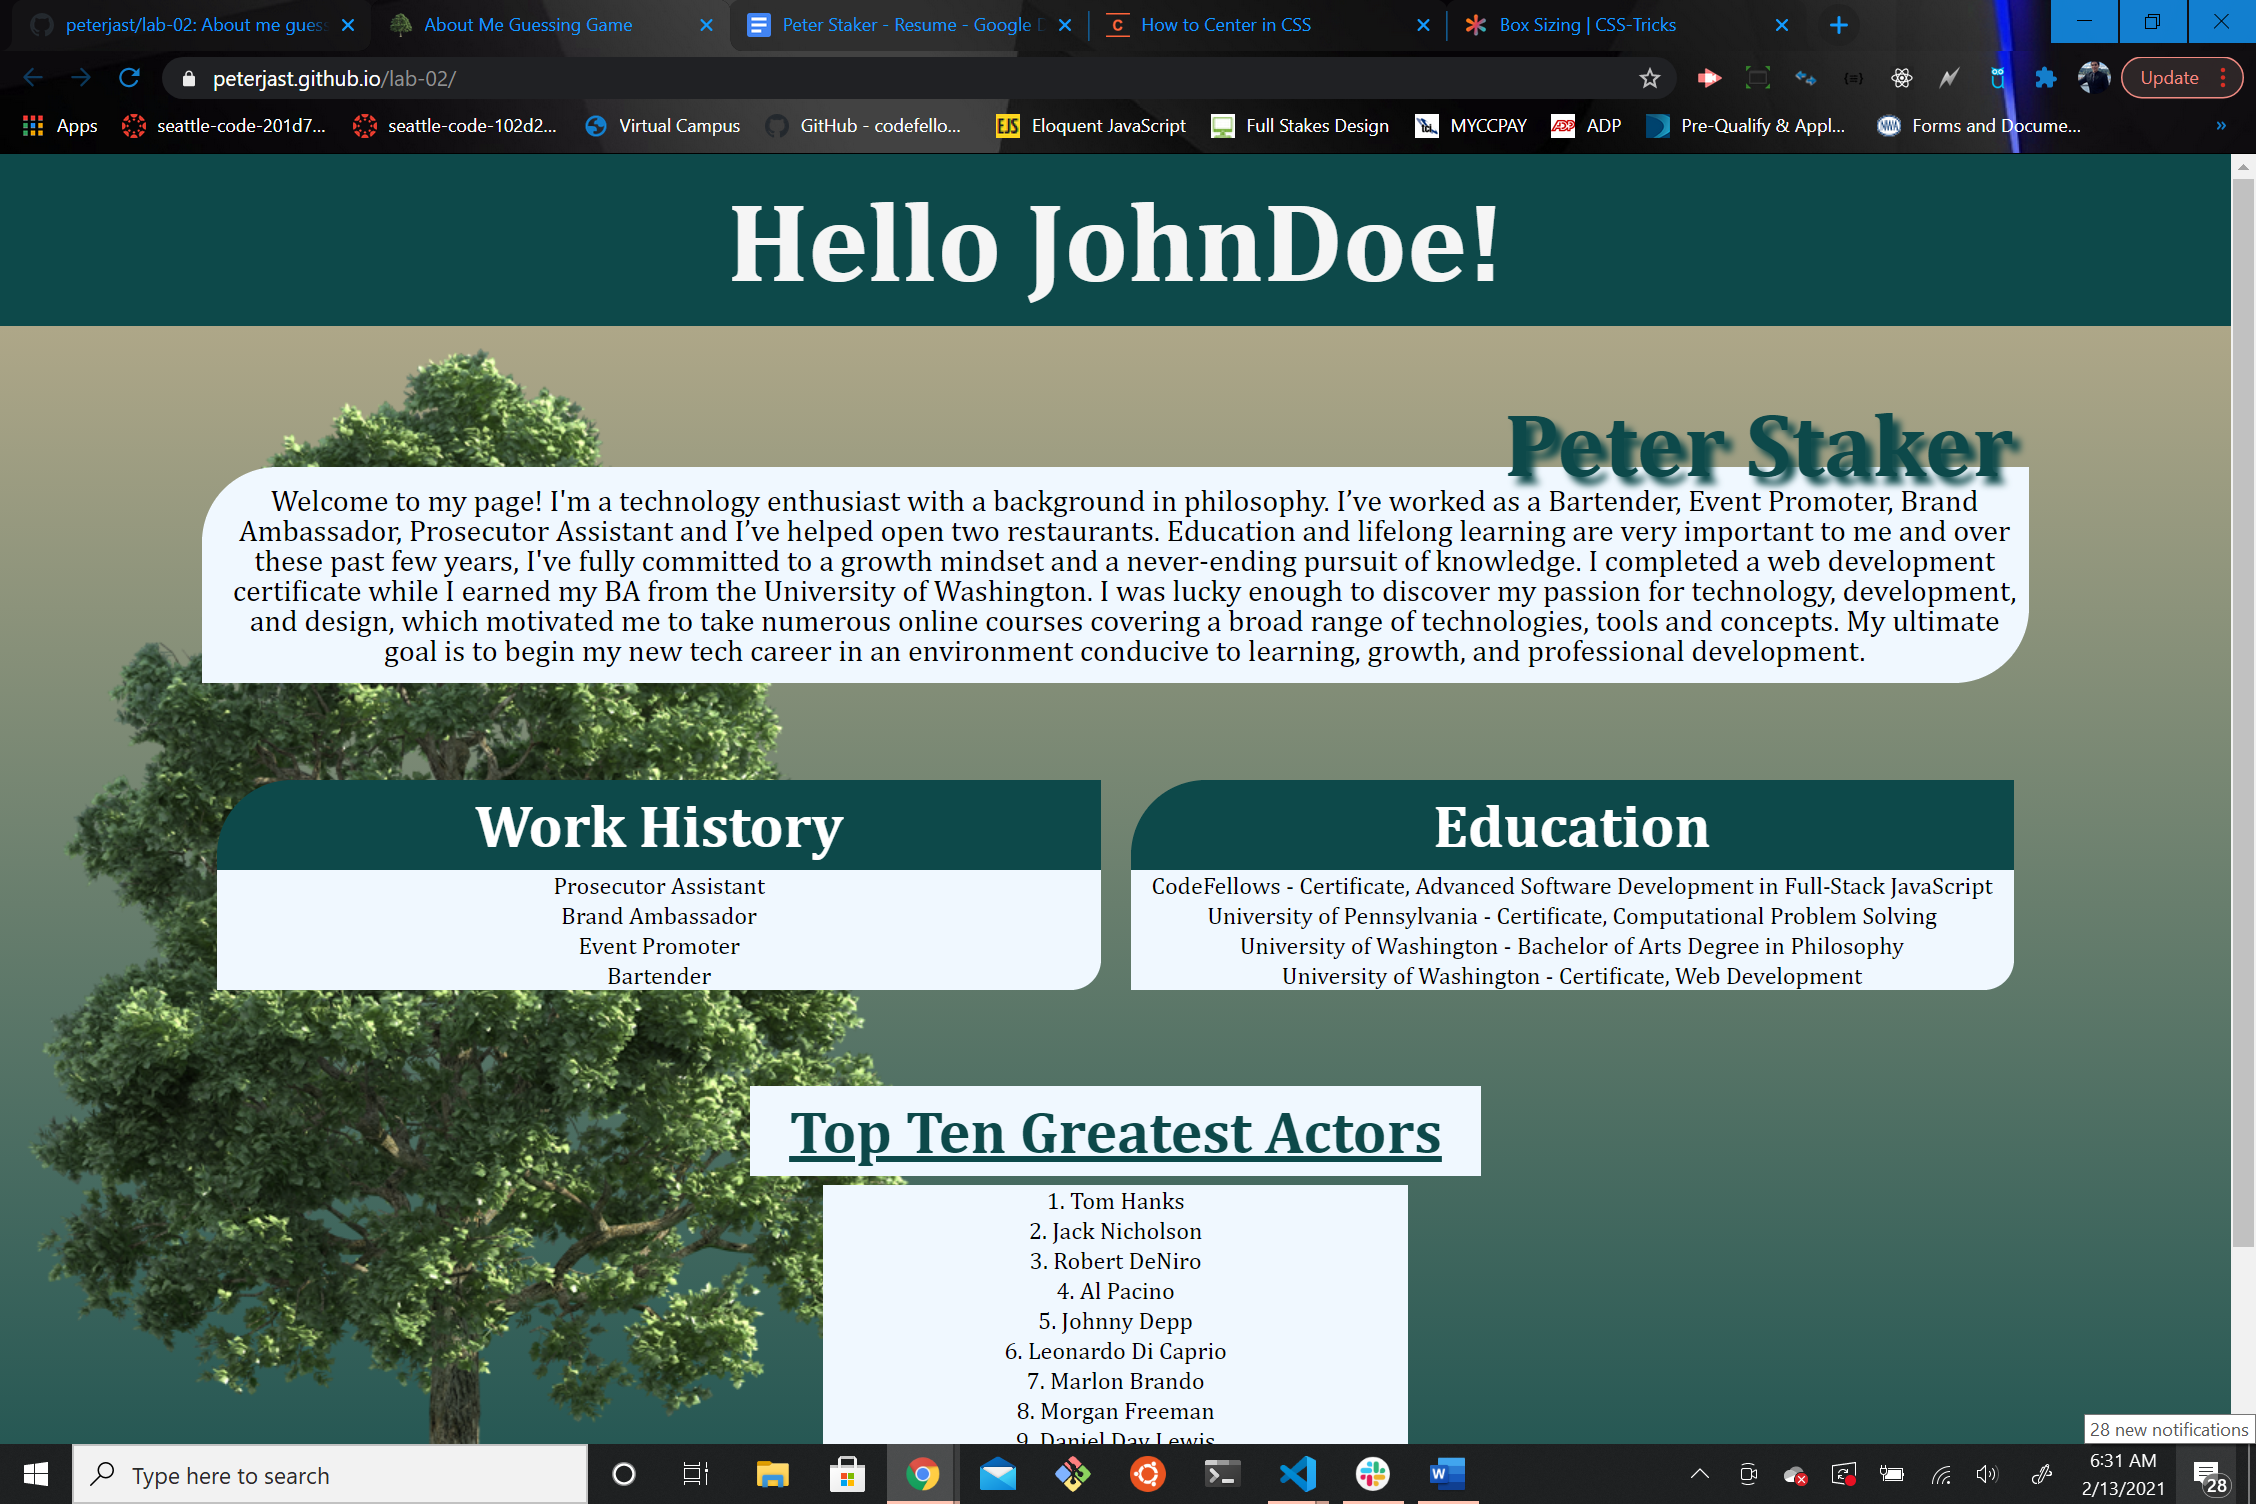 peterjast/lab-02: About me guess
About Me Guessing Game
Peter Staker - Resume - Google D
How to Center in CSS
Box Sizing | CSS-Tricks
peterjast.github.io/lab-02/
Update
Apps
seattle-code-201d7...
seattle-code-102d2...
Virtual Campus
GitHub - codefello...
EJS
Eloquent JavaScript
Full Stakes Design
MYCCPAY
ADP
Pre-Qualify & Appl...
Forms and Docume...
Hello JohnDoe!
Peter Staker
Welcome to my page! I'm a technology enthusiast with a background in philosophy. I’ve worked as a Bartender, Event Promoter, Brand
Ambassador, Prosecutor Assistant and I’ve helped open two restaurants. Education and lifelong learning are very important to me and over
these past few years, I've fully committed to a growth mindset and a never-ending pursuit of knowledge. I completed a web development
certificate while I earned my BA from the University of Washington. I was lucky enough to discover my passion for technology, development,
and design, which motivated me to take numerous online courses covering a broad range of technologies, tools and concepts. My ultimate
goal is to begin my new tech career in an environment conducive to learning, growth, and professional development.
Work History
Prosecutor Assistant
Brand Ambassador
Event Promoter
Bartender
Education
CodeFellows - Certificate, Advanced Software Development in Full-Stack JavaScript
University of Pennsylvania - Certificate, Computational Problem Solving
University of Washington - Bachelor of Arts Degree in Philosophy
University of Washington - Certificate, Web Development
Top Ten Greatest Actors
1. Tom Hanks
2. Jack Nicholson
3. Robert DeNiro
4. Al Pacino
5. Johnny Depp
6. Leonardo Di Caprio
7. Marlon Brando
8. Morgan Freeman
9. Daniel Day Lewis
28 new notifications
Type here to search
6:31 AM
2/13/2021
28